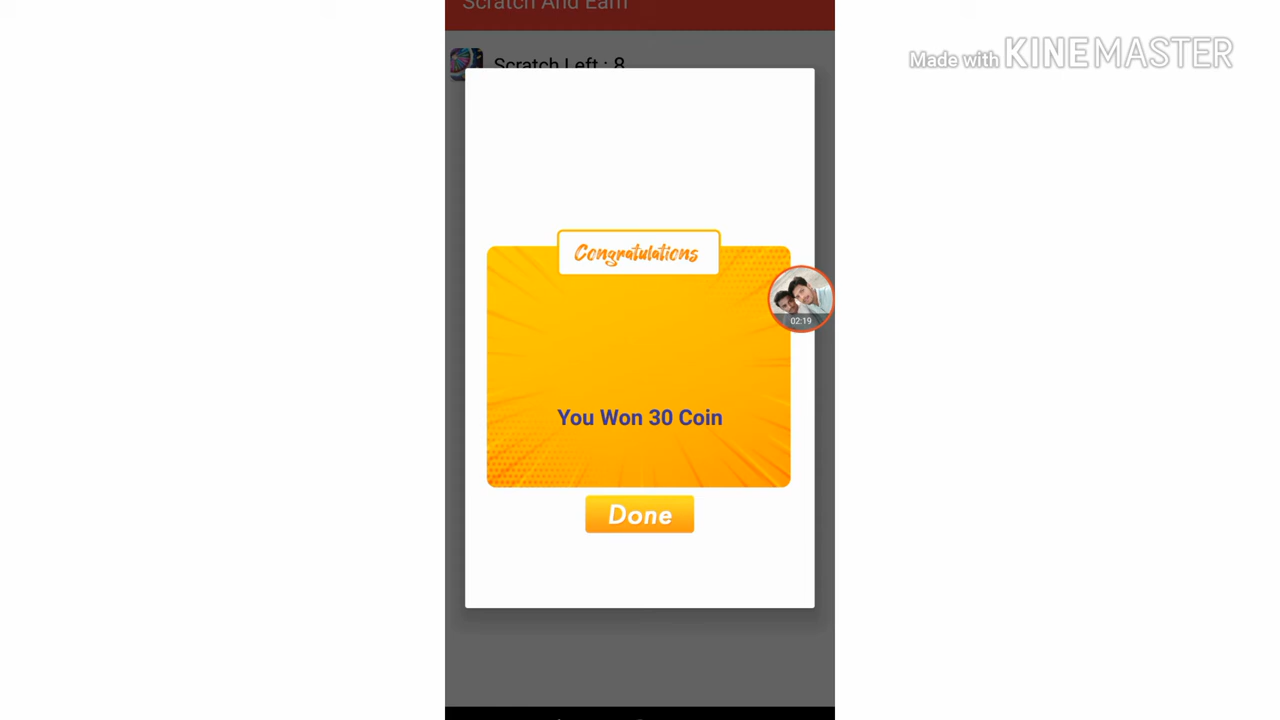 Scratch And Earn
Made with KINEMASTER
Scratch Left : 8
Congratulations
02:19
You Won 30 Coin
Done